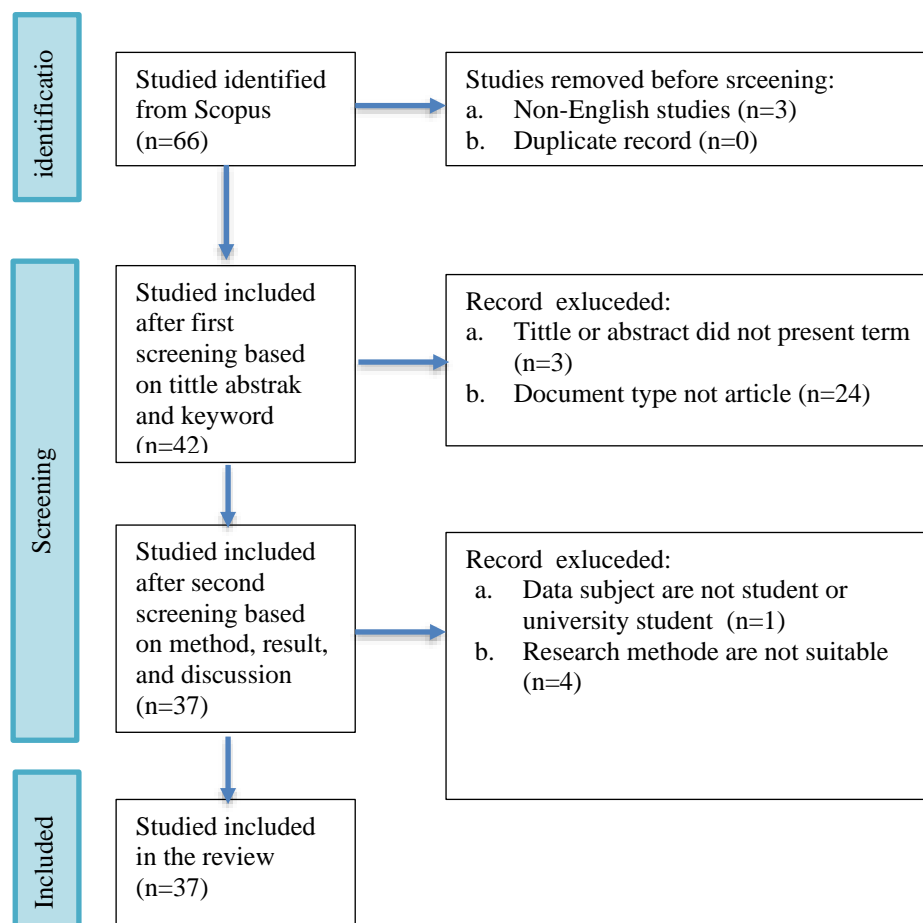 identificatio
Studied identified
from Scopus
(n=66)
Studies removed before srceening:
a. Non-English studies (n=3)
b. Duplicate record (n=0)
Screening
Studied included
after first
screening based
on tittle abstrak
and keyword
(n=42)
Record exluceded:
a. Tittle or abstract did not present term
(n=3)
b. Document type not article (n=24)
Studied included
after second
screening based
on method, result,
and discussion
(n=37)
Record exluceded:
a. Data subject are not student or
university student (n=1)
b. Research methode are not suitable
(n=4)
Included
Studied included
in the review
(n=37)